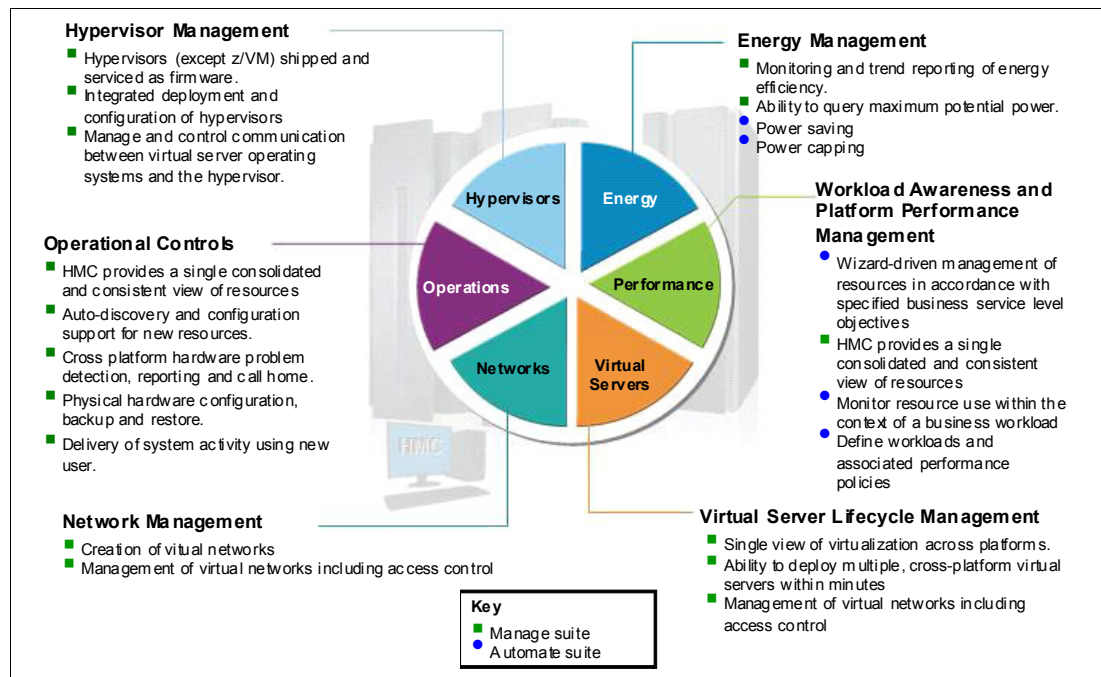 Hypervisor Management
Hypervisors (except z/VM) shipped and
serviced as firmware.
Integrated deployment and
configuration of hypervisors
Manage and control communication
between virtual server operating
systems and the hypervisor.
Energy Management
Monitoring and trend reporting of energy
efficiency.
Ability to query maximum potential power.
Power saving
Power capping
Hypervisors
Energy
Operations
Performance
Networks
Virtual
Servers
HMC
Workload Awareness and
Platform Performance
Management
Wizard-driven management of
resources in accordance with
specified business service level
objectives
HMC provides a single
consolidated and consistent
view of resources
Monitor resource use within the
context of a business workload
Define workloads and
associated performance
policies
Operational Controls
HMC provides a single consolidated
and consistent view of resources
Auto-discovery and configuration
support for new resources.
Cross platform hardware problem
detection, reporting and call home.
Physical hardware configuration,
backup and restore.
Delivery of system activity using new
user.
Network Management
Creation of vitual networks
Management of virtual networks including access control
Virtual Server Lifecycle Management
Single view of virtualization across platforms.
Ability to deploy multiple, cross-platform virtual
servers within minutes
Management of virtual networks including
access control
Key
Manage suite
Automate suite